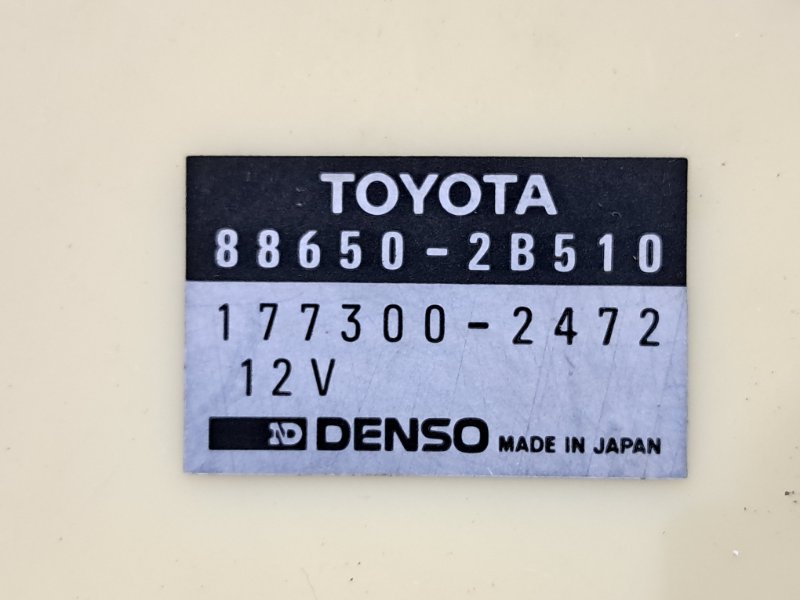 TOYOTA
88650-2B510
177300-2472
12V
ND DENSO MADE IN JAPAN